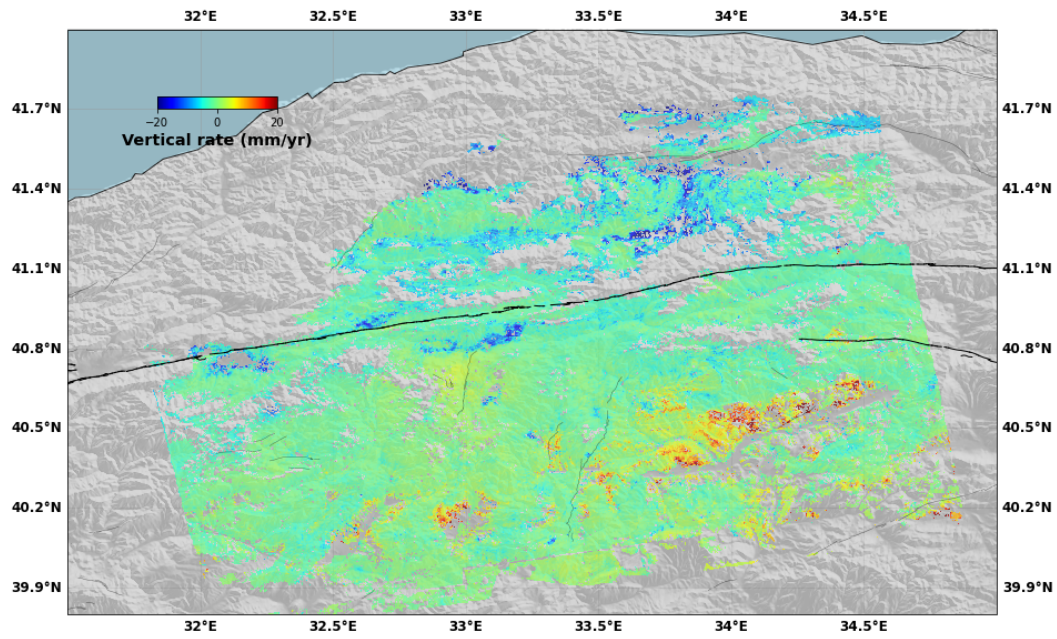 32°E 32.5°E 33°E 33.5°E 34°E 34.5°E
41.7°N 41.7°N
−20 0 20
Vertical rate (mm/yr)
41.4°N 41.4°N
41.1°N 41.1°N
40.8°N 40.8°N
40.5°N 40.5°N
40.2°N 40.2°N
39.9°N 39.9°N
32°E 32.5°E 33°E 33.5°E 34°E 34.5°E